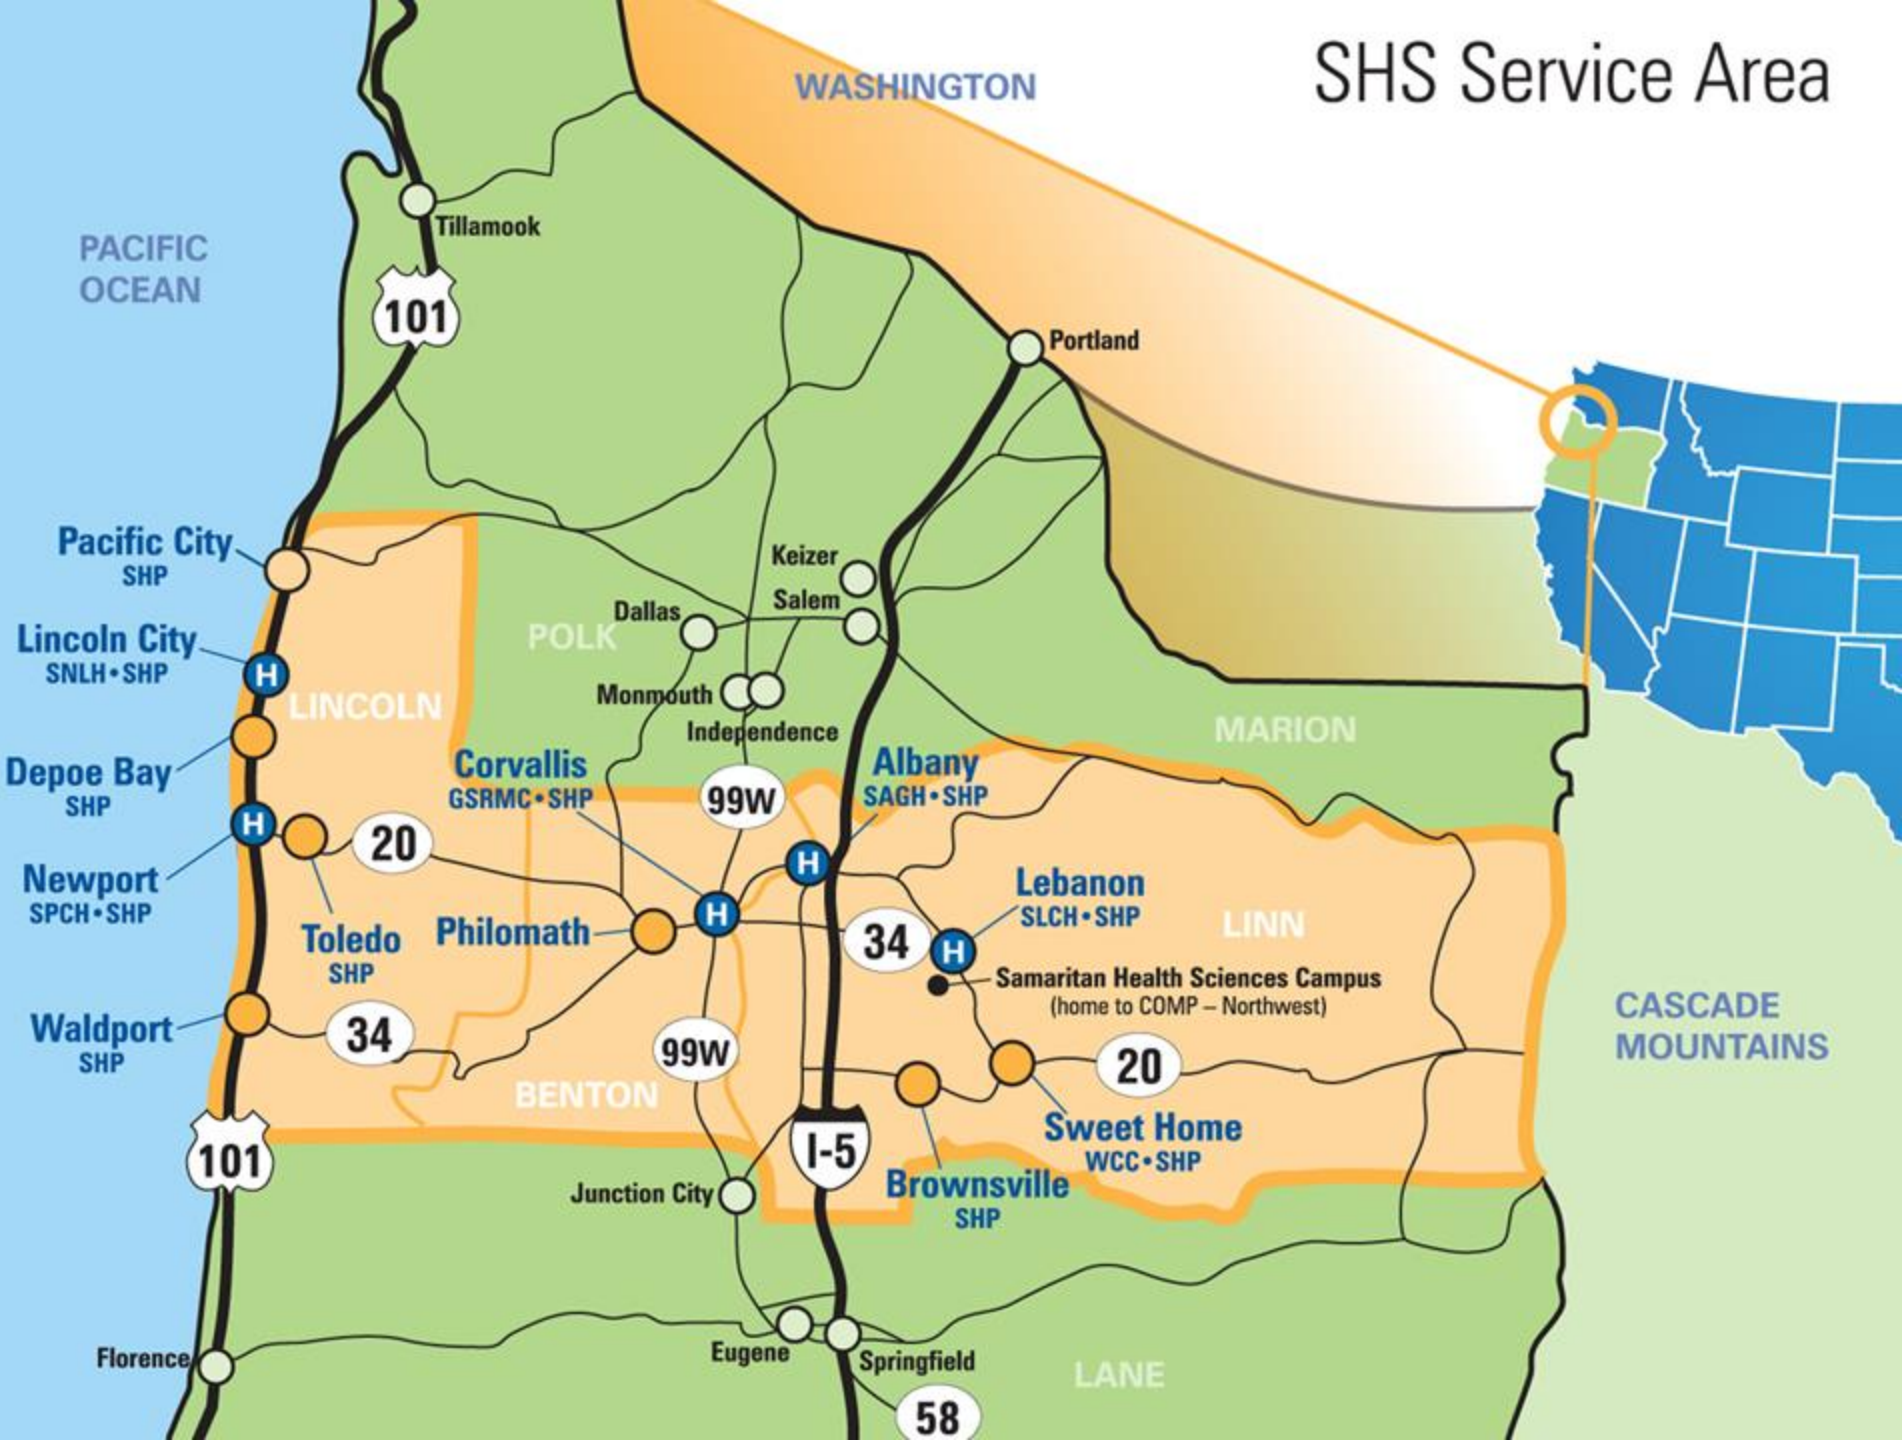 SHS Service Area
WASHINGTON
PACIFIC
OCEAN
Tillamook
101
Portland
Pacific City
SHP
Keizer
Salem
Dallas
POLK
Lincoln City
SNLH•SHP
H
LINCOLN
Monmouth
Independence
MARION
Depoe Bay
SHP
Corvallis
GSRMC•SHP
99W
Albany
SAGH•SHP
H
20
H
Newport
SPCH•SHP
Toledo
SHP
Philomath
H
34
Lebanon
SLCH•SHP
H
LINN
Samaritan Health Sciences Campus
(home to COMP – Northwest)
Waldport
SHP
34
99W
20
CASCADE
MOUNTAINS
BENTON
Sweet Home
WCC•SHP
101
I-5
Brownsville
SHP
Junction City
Florence
Eugene
Springfield
LANE
58